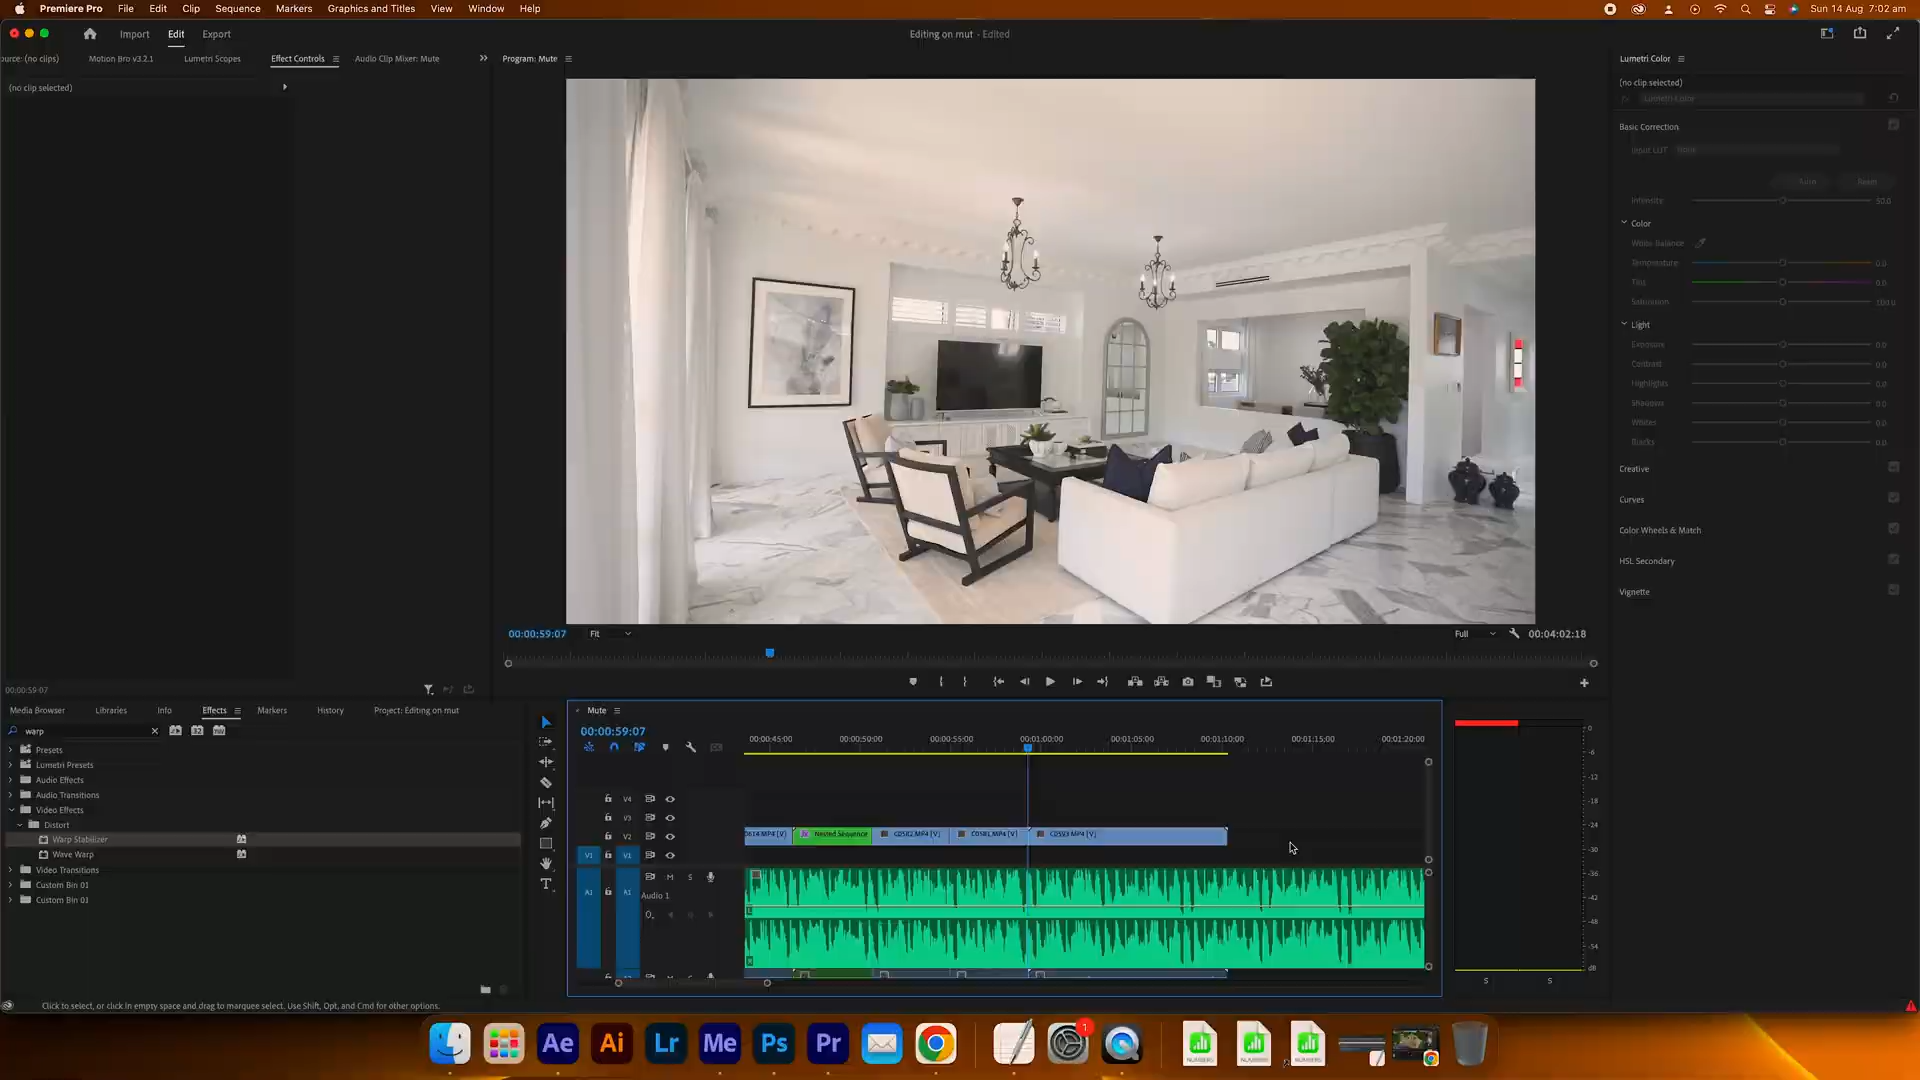 Premiere Pro File Edit Clip Sequence Markers Graphics and Titles View Window Help Sun 14 Aug 7:02 am
Import Edit Export Editing on mut - Edited
ource: (no clips) Motion Bro v3.2.1 Lumetri Scopes Effect Controls Audio Clip Mixer: Mute Program: Mute Lumetri Color
(no clip selected)
(no clip selected)
fx Lumetri Color
Basic Correction
Input LUT None
Auto Reset
Intensity 50.0
Color
White Balance
Temperature 0.0
Tint 0.0
Saturation 100.0
Light
Exposure 0.0
Contrast 0.0
Highlights 0.0
Shadows 0.0
Whites 0.0
Blacks 0.0
Creative
Curves
Color Wheels & Match
HSL Secondary
Vignette
00:00:59:07 Fit Full 00:04:02:18
00:00:59:07
Media Browser Libraries Info Effects Markers History Project: Editing on mut
warp
Presets
Lumetri Presets
Audio Effects
Audio Transitions
Video Effects
Distort
Warp Stabilizer
Wave Warp
Video Transitions
Custom Bin 01
Custom Bin 01
Mute
00:00:59:07
00:00:45:00 00:00:50:00 00:00:55:00 00:01:00:00 00:01:05:00 00:01:10:00 00:01:15:00 00:01:20:00
V4
V3
V2
0614.MP4 [V] Nested Sequence C0582.MP4 [V] C0581.MP4 [V] C0593.MP4 [V]
V1 V1
M S
A1 A1 Audio 1
M S
0
-6
-12
-18
-24
-30
-36
-42
-48
-54
dB
S S
Click to select, or click in empty space and drag to marquee select. Use Shift, Opt, and Cmd for other options.
Ae Ai Lr Me Ps Pr 1
NUMBERS NUMBERS NUMBERS